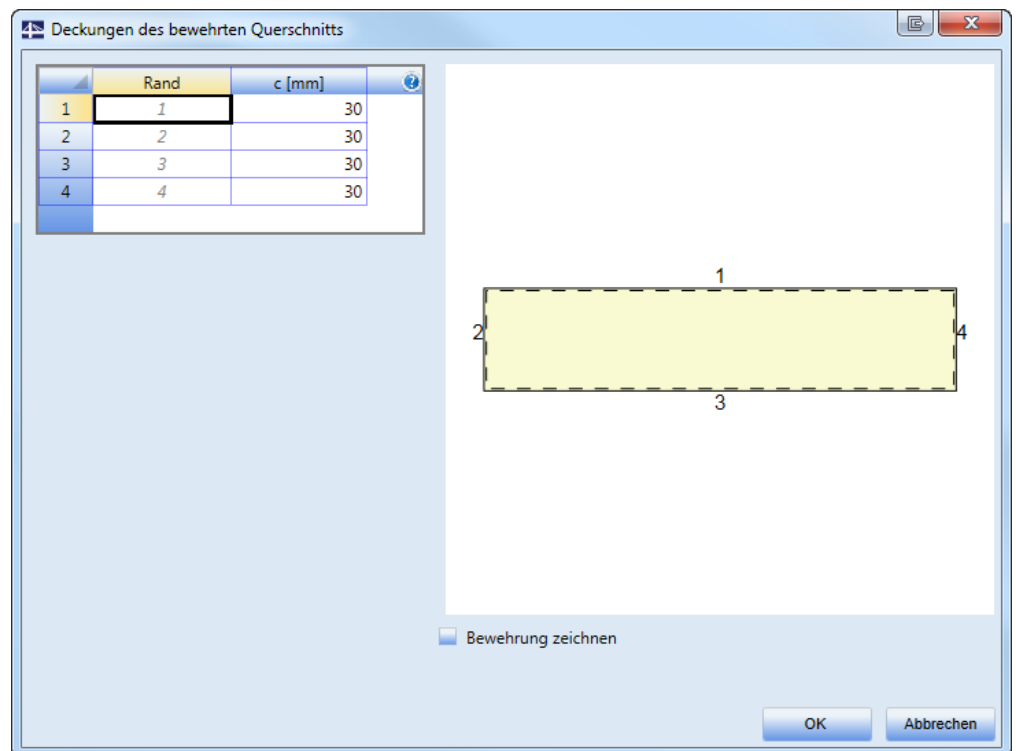 Deckungen des bewehrten Querschnitts
Rand c [mm]
1 1 30
2 2 30
3 3 30
4 4 30
1
2 4
3
Bewehrung zeichnen
OK Abbrechen